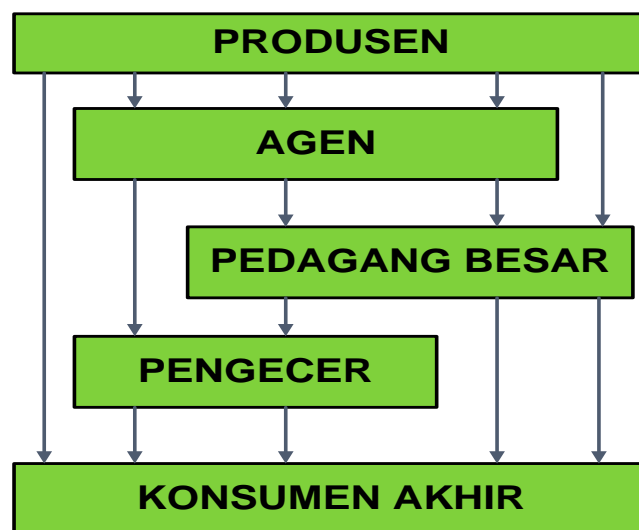 PRODUSEN
AGEN
PEDAGANG BESAR
PENGECER
KONSUMEN AKHIR